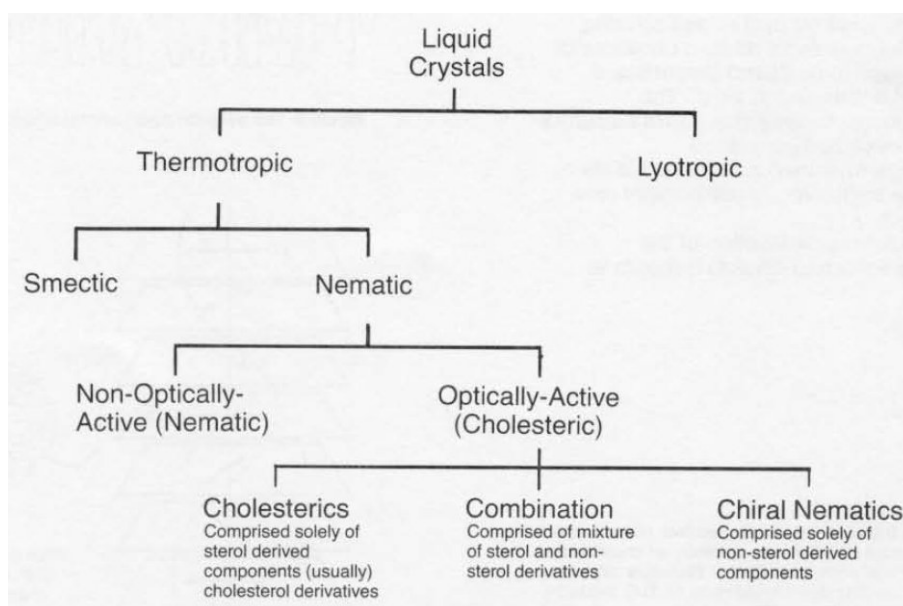 Liquid
Crystals
Thermotropic
Lyotropic
Smectic
Nematic
Non-Optically-
Active (Nematic)
Optically-Active
(Cholesteric)
Cholesterics
Comprised solely of
sterol derived
components (usually)
cholesterol derivatives
Combination
Comprised of mixture
of sterol and non-
sterol derivatives
Chiral Nematics
Comprised solely of
non-sterol derived
components